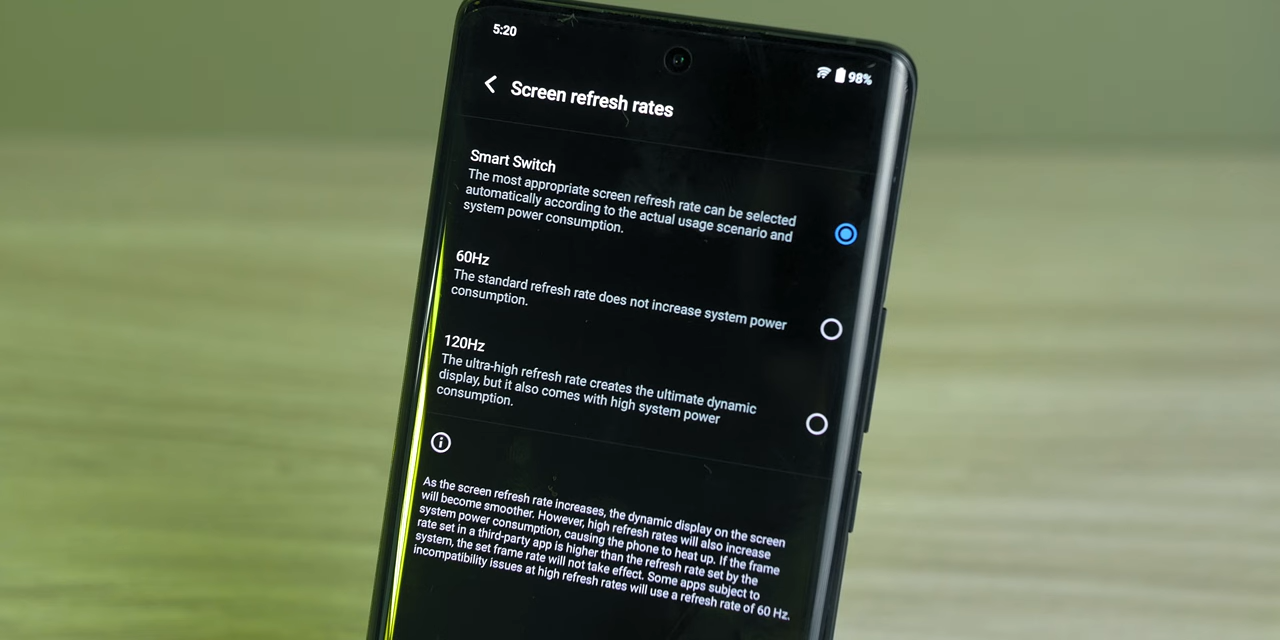 5:20
98%
Screen refresh rates
Smart Switch
The most appropriate screen refresh rate can be selected
automatically according to the actual usage scenario and
system power consumption.
60Hz
The standard refresh rate does not increase system power
consumption.
120Hz
The ultra-high refresh rate creates the ultimate dynamic
display, but it also comes with high system power
consumption.
As the screen refresh rate increases, the dynamic display on the screen
will become smoother. However, high refresh rates will also increase
system power consumption, causing the phone to heat up. If the frame
rate set in a third-party app is higher than the refresh rate set by the
system, the set frame rate will not take effect. Some apps subject to
incompatibility issues at high refresh rates will use a refresh rate of 60 Hz.